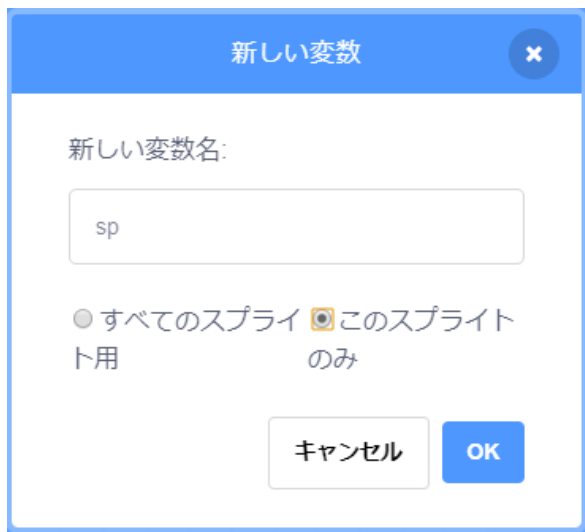 新しい変数
新しい変数名:
sp
すべてのスプライ
ト用
このスプライト
のみ
キャンセル
OK